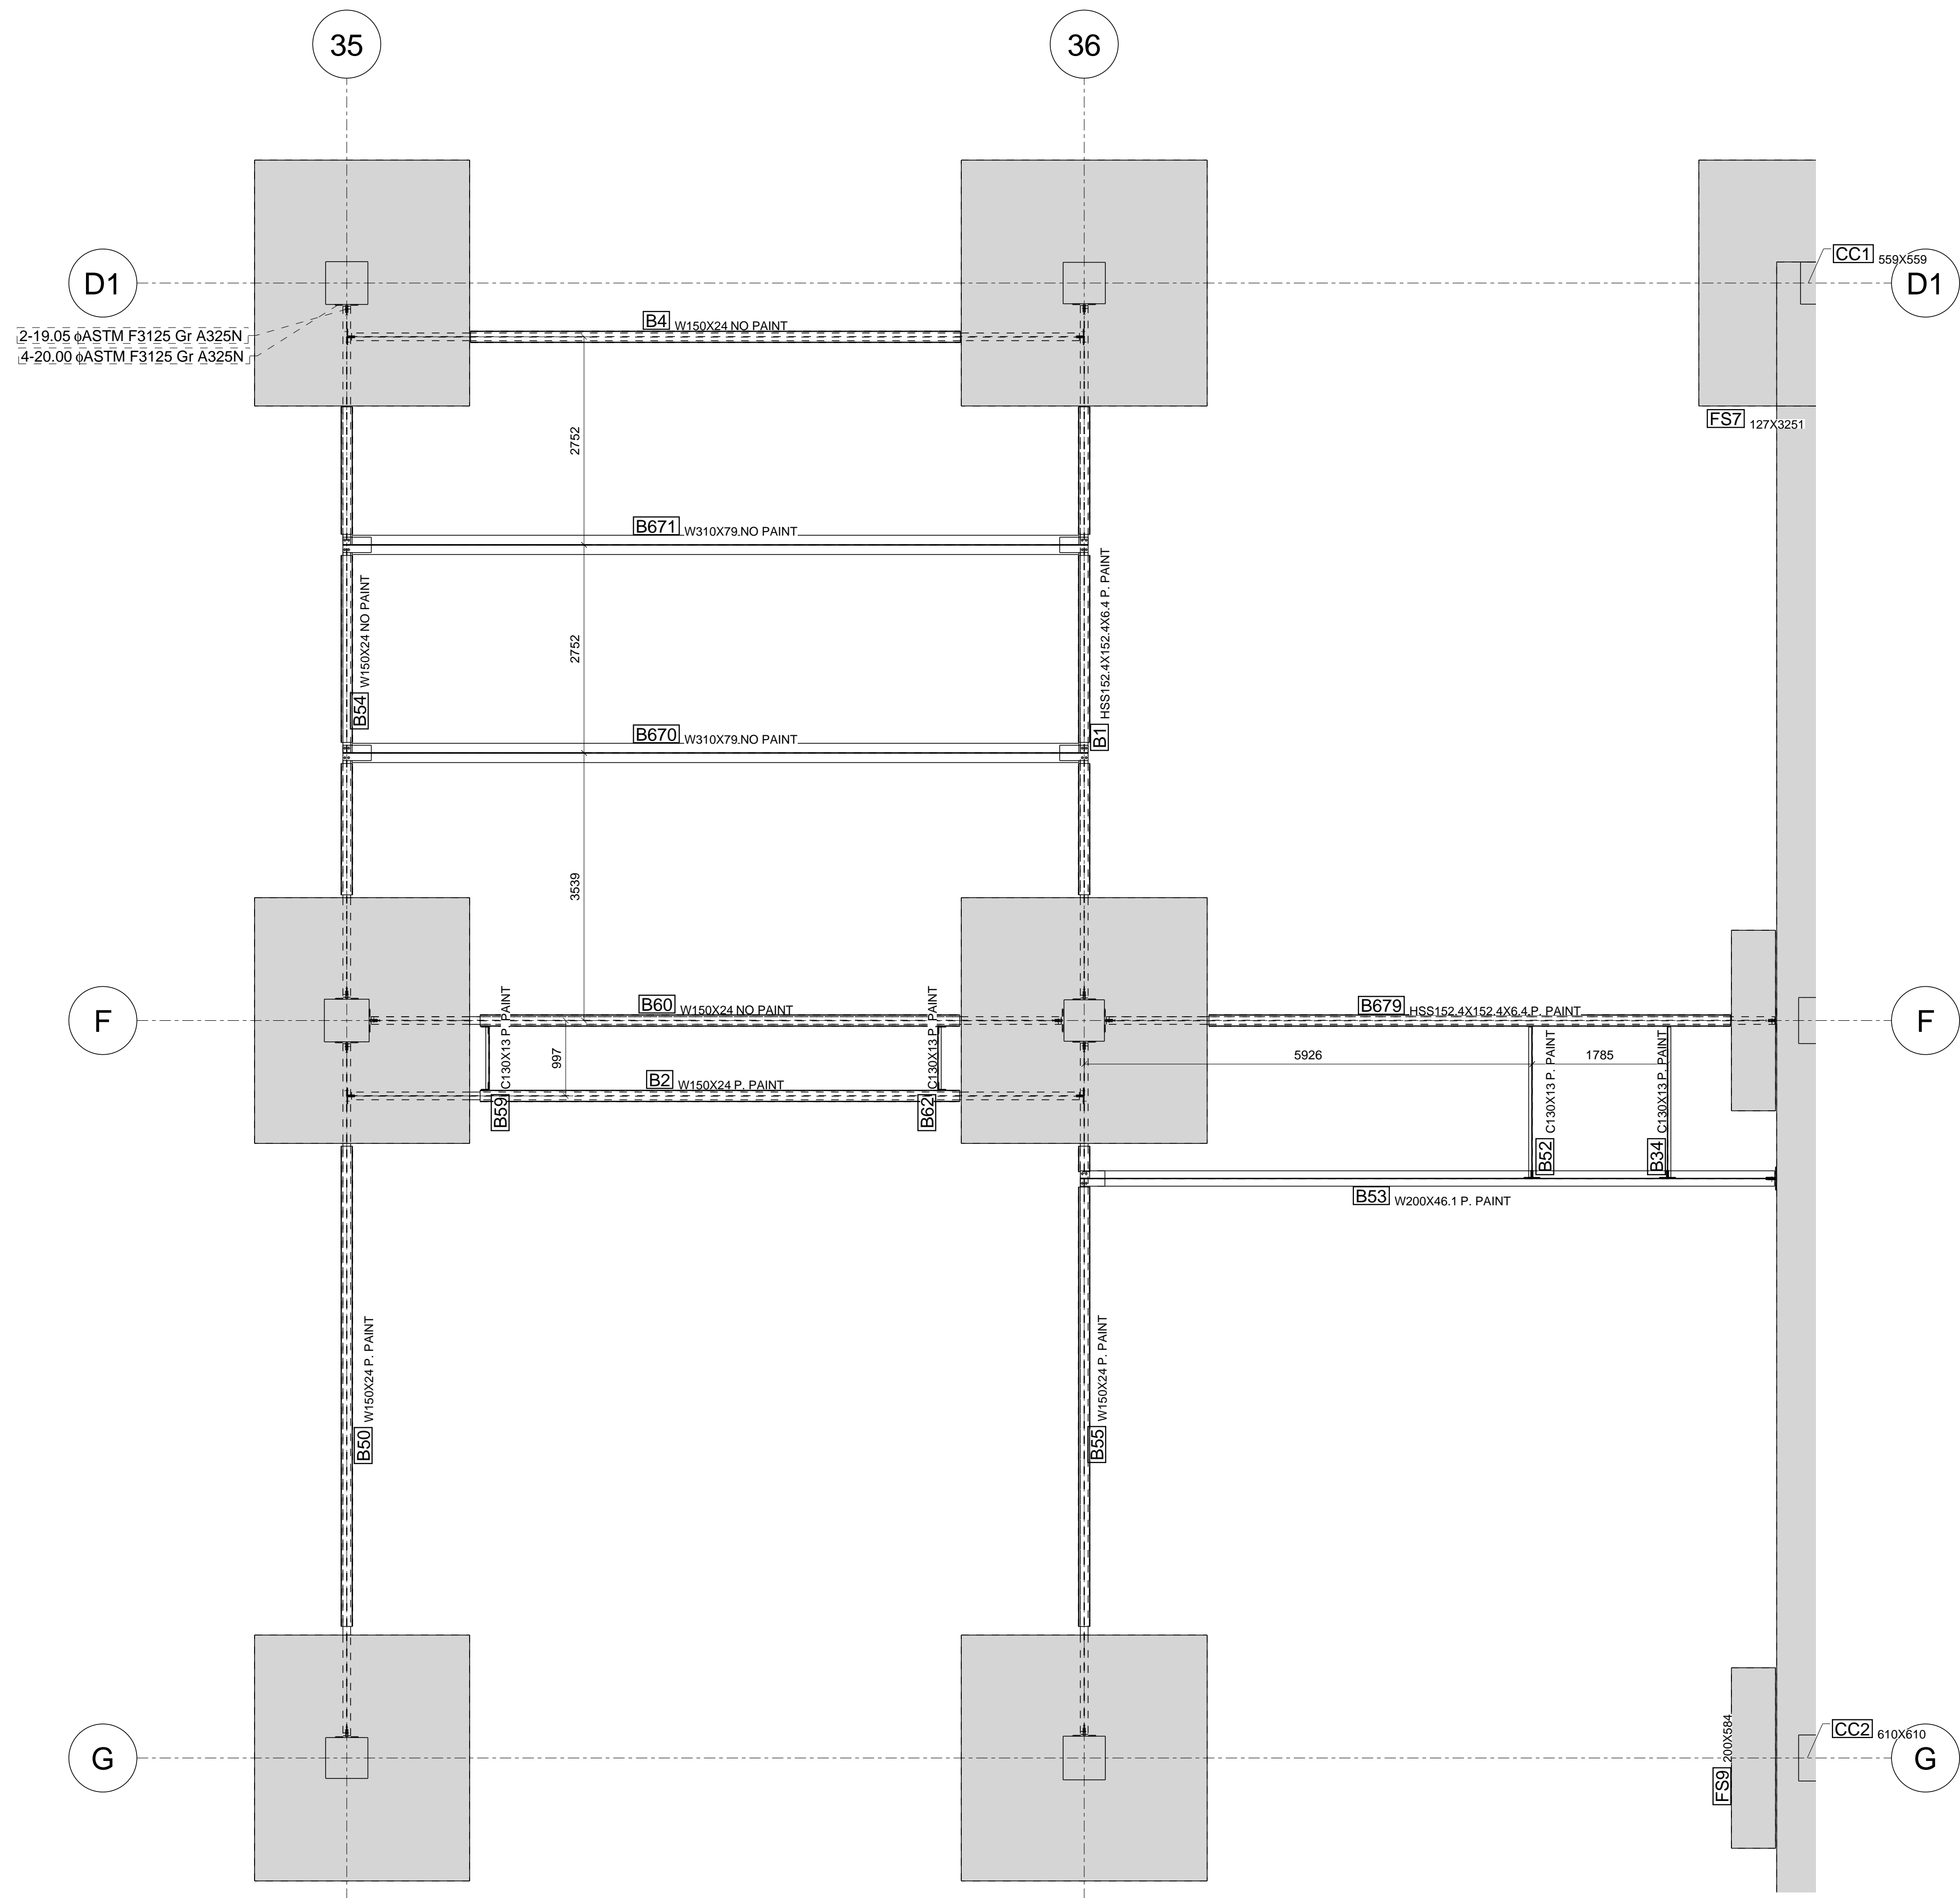 35
36
D1
CC1 559X559
D1
B4 W150X24 NO PAINT
2-19.05 ϕASTM F3125 Gr A325N
4-20.00 ϕASTM F3125 Gr A325N
FS7 127X3251
2752
B671 W310X79 NO PAINT
B54 W150X24 NO PAINT
2752
B1 HSS152.4X152.4X6.4 P. PAINT
B670 W310X79 NO PAINT
3539
F
B60 W150X24 NO PAINT
B679 HSS152.4X152.4X6.4 P. PAINT
F
B59 C130X13 P. PAINT
997
B62 C130X13 P. PAINT
5926
1785
B2 W150X24 P. PAINT
B52 C130X13 P. PAINT
B34 C130X13 P. PAINT
B53 W200X46.1 P. PAINT
B50 W150X24 P. PAINT
B55 W150X24 P. PAINT
G
FS9 200X584
CC2 610X610
G